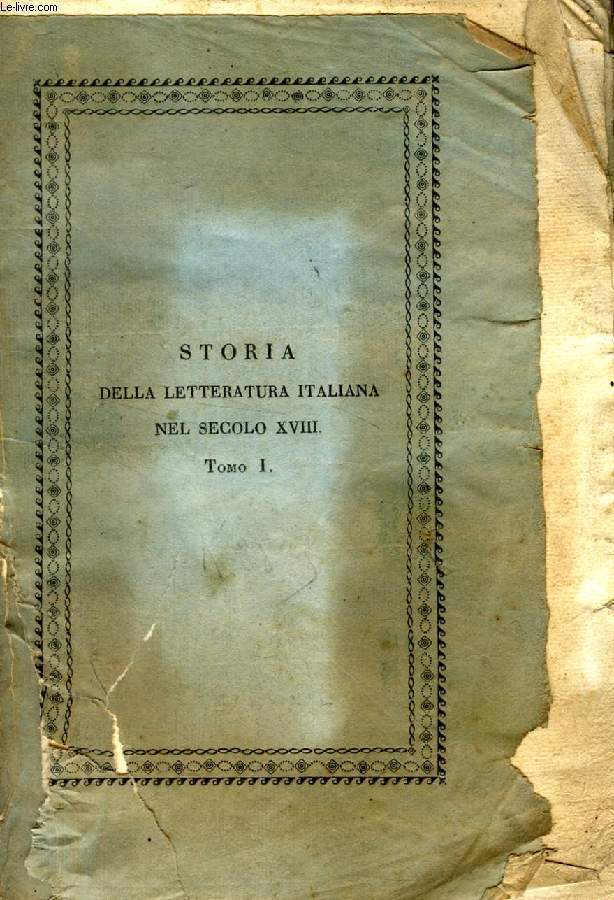 Le-livre.com
STORIA
DELLA LETTERATURA ITALIANA
NEL SECOLO XVIII.
Tomo I.